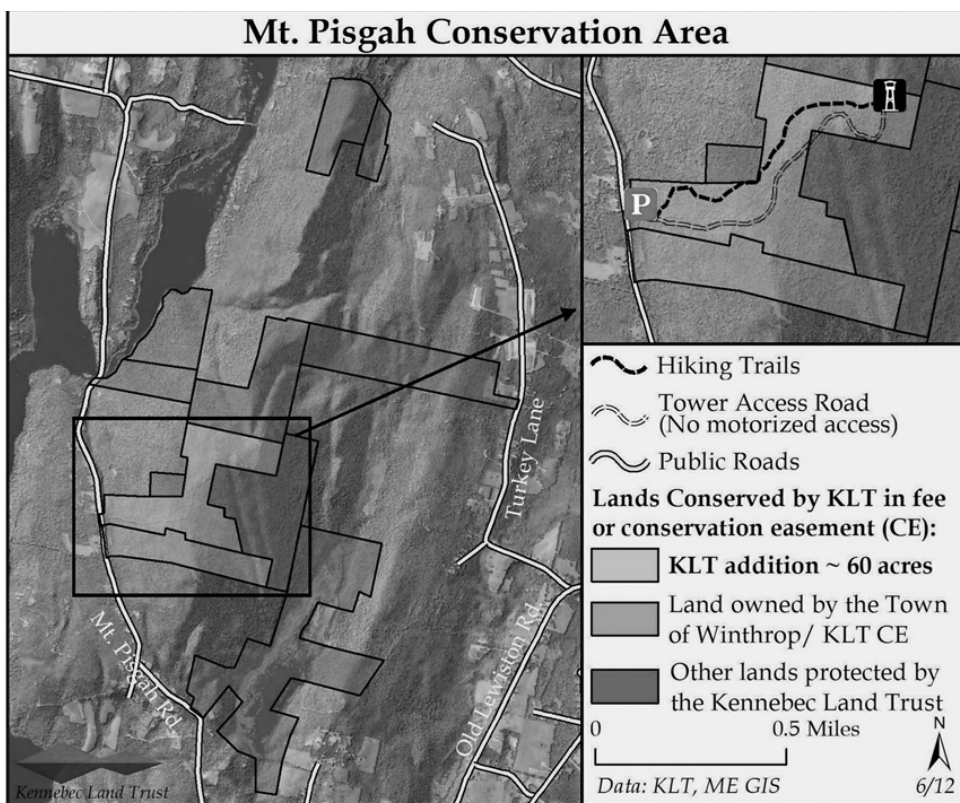 Mt. Pisgah Conservation Area
P
Hiking Trails
Tower Access Road
(No motorized access)
Public Roads
Lands Conserved by KLT in fee
or conservation easement (CE):
KLT addition ~ 60 acres
Land owned by the Town
of Winthrop/ KLT CE
Other lands protected by
the Kennebec Land Trust
0 0.5 Miles
N
Data: KLT, ME GIS 6/12
Turkey Lane
Mt. Pisgah Rd.
Old Lewiston Rd.
Kennebec Land Trust